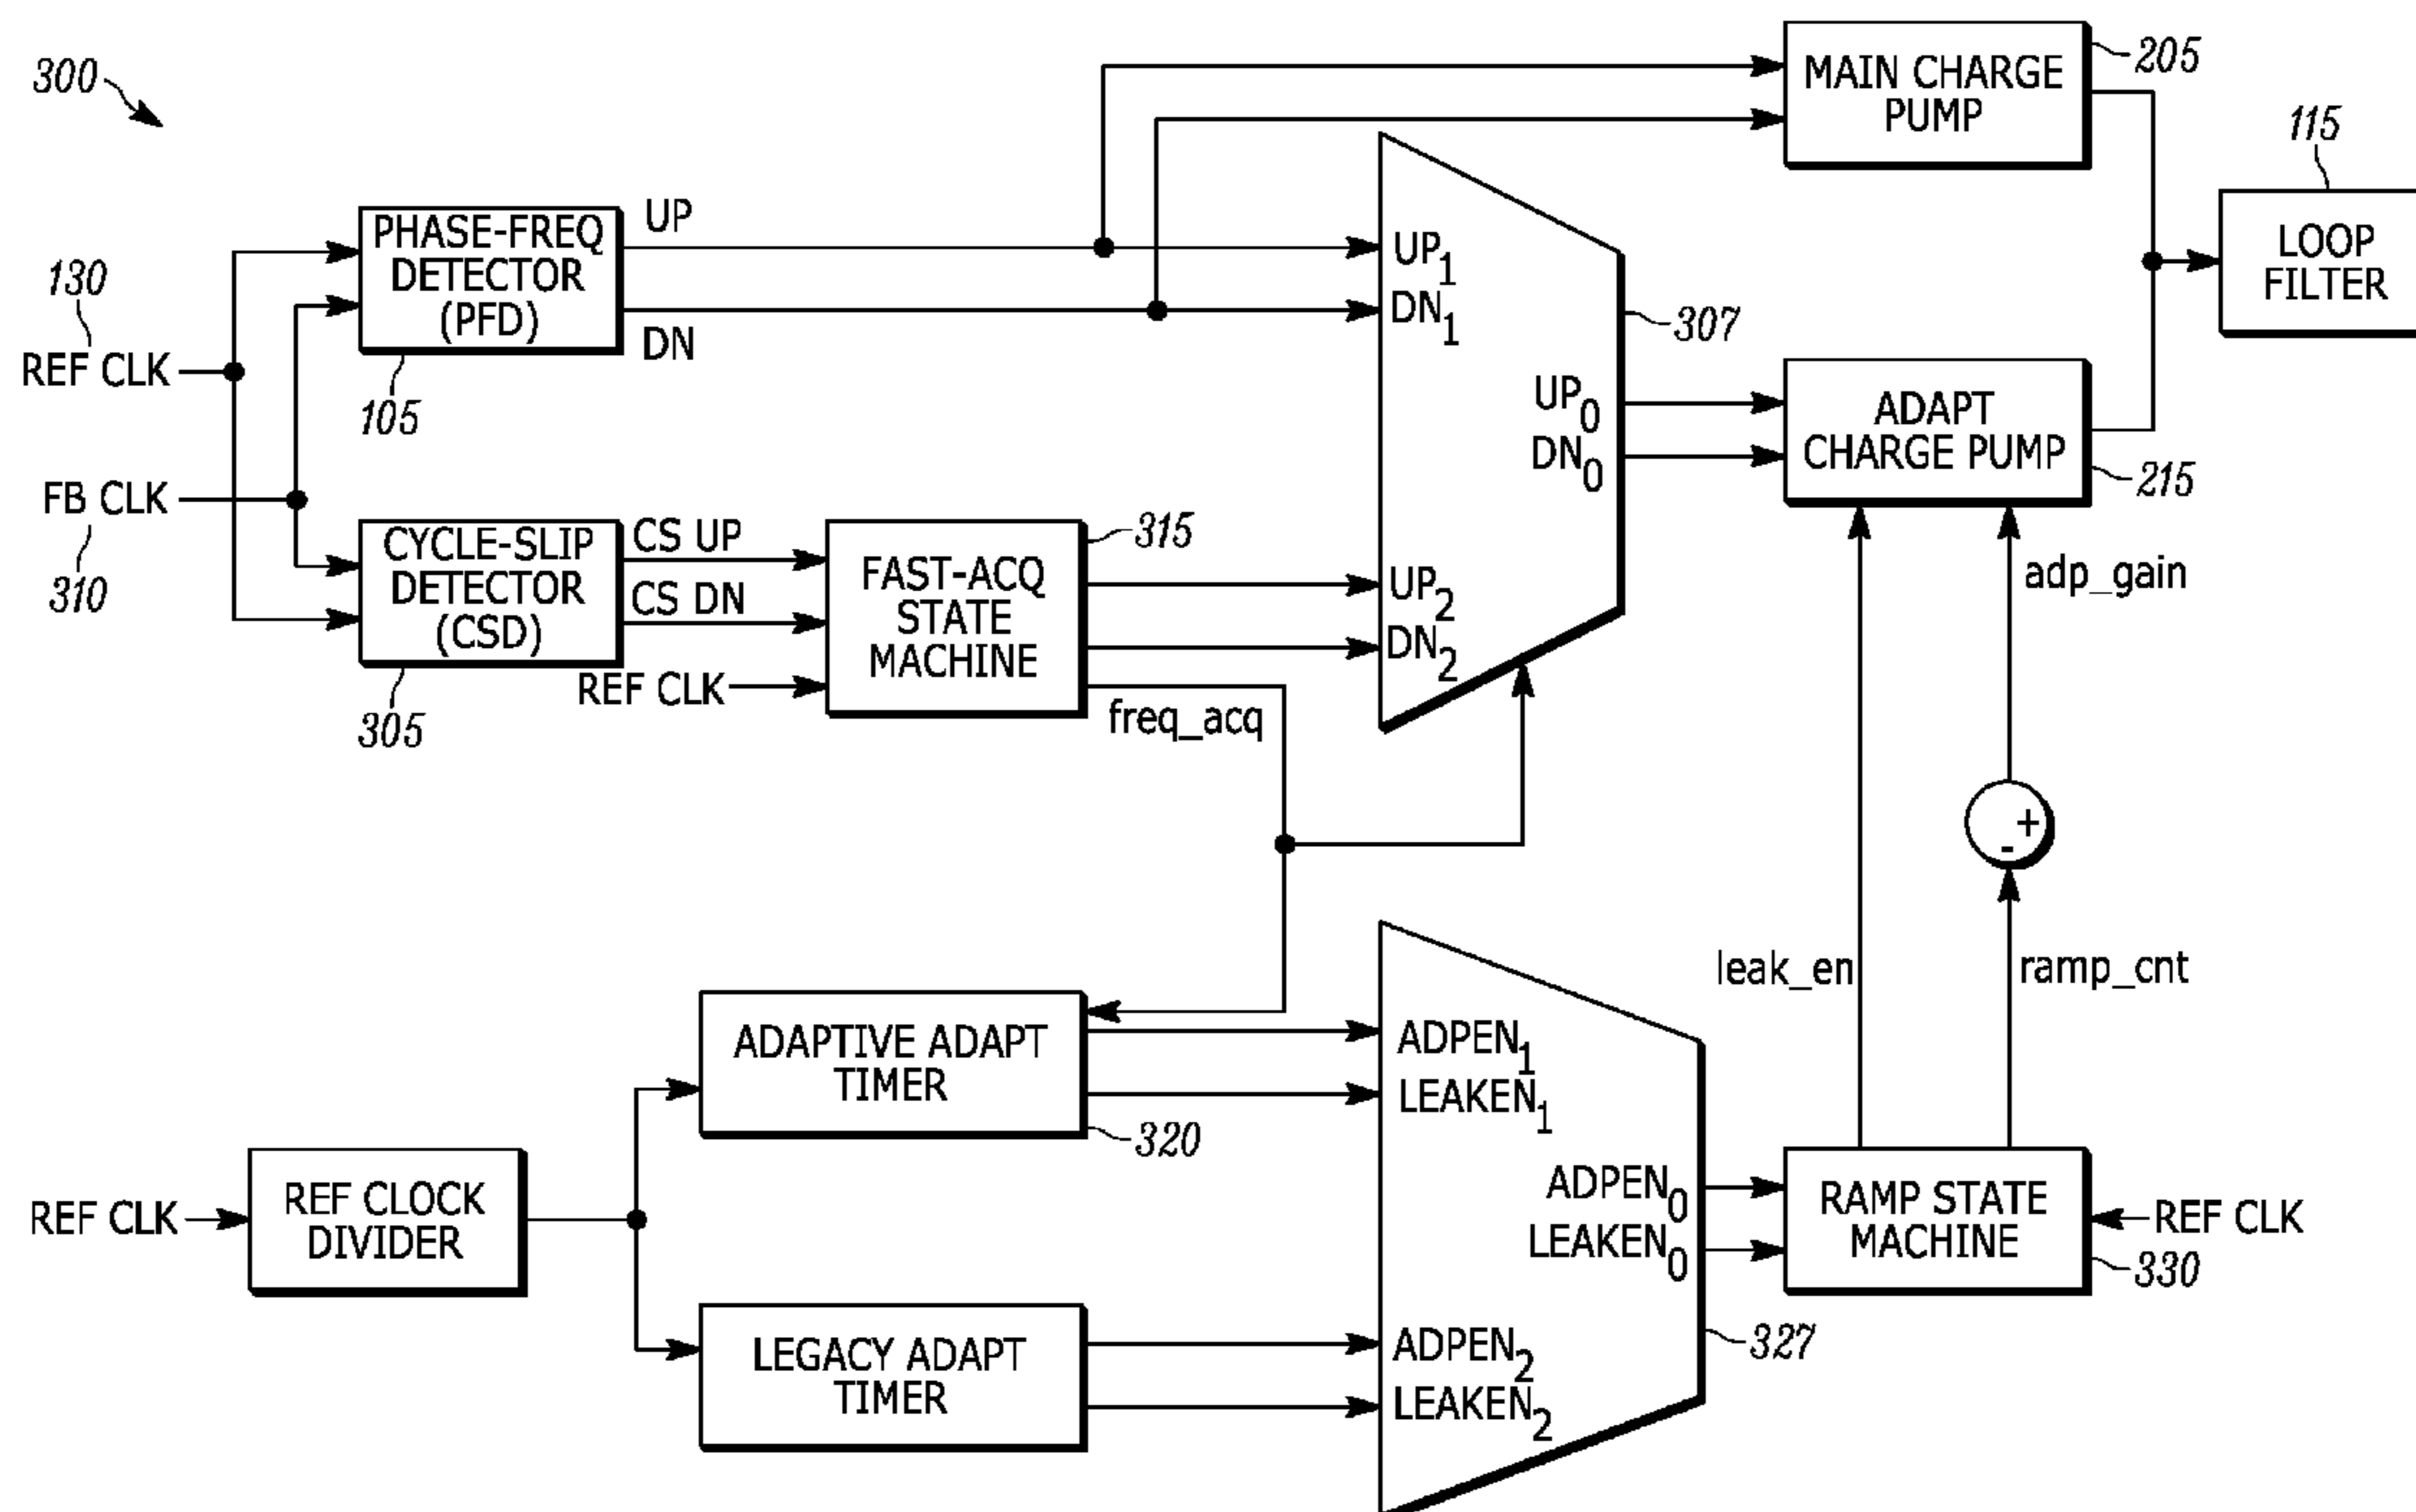 300
MAIN CHARGE
PUMP
205
115
LOOP
FILTER
PHASE-FREQ
DETECTOR
(PFD)
105
UP
DN
130
REF CLK
FB CLK
310
UP1
DN1
307
UP0
DN0
ADAPT
CHARGE PUMP
215
CYCLE-SLIP
DETECTOR
(CSD)
305
CS UP
CS DN
REF CLK
FAST-ACQ
STATE
MACHINE
315
UP2
DN2
freq_acq
adp_gain
+
-
leak_en
ramp_cnt
ADAPTIVE ADAPT
TIMER
320
ADPEN1
LEAKEN1
REF CLK
REF CLOCK
DIVIDER
ADPEN0
LEAKEN0
RAMP STATE
MACHINE
REF CLK
330
LEGACY ADAPT
TIMER
ADPEN2
LEAKEN2
327